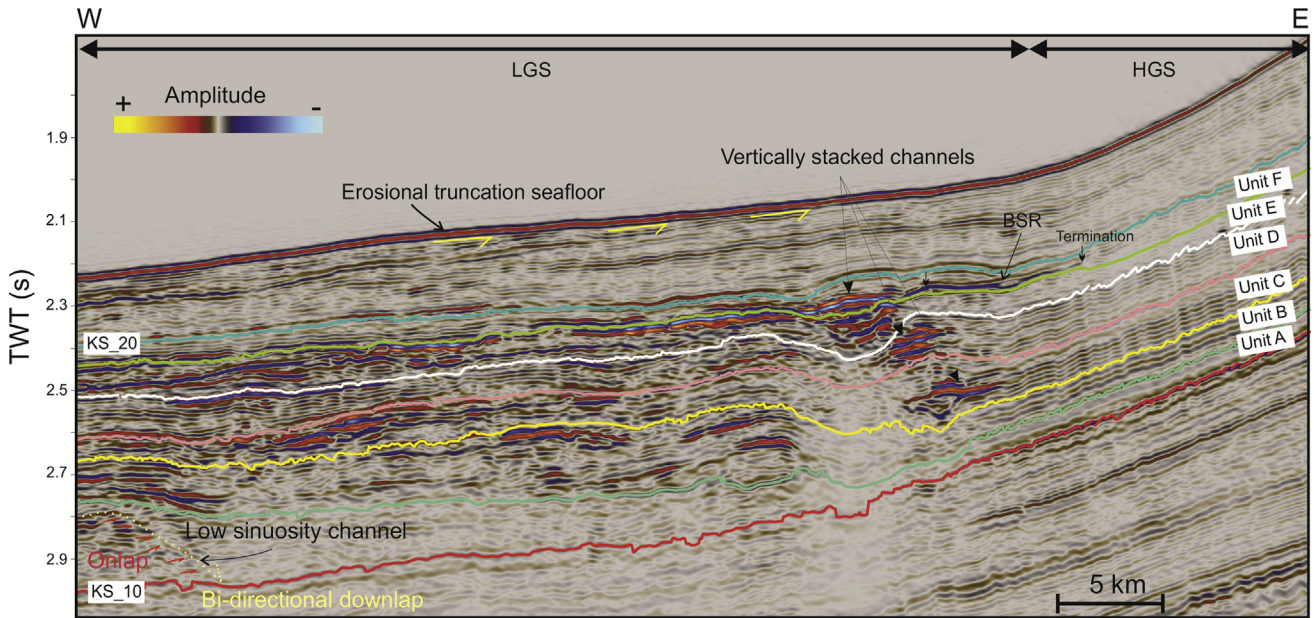 W
E
LGS
HGS
+
Amplitude
-
1.9
Vertically stacked channels
Erosional truncation seafloor
Unit F
2.1
Unit E
BSR
Termination
Unit D
Unit C
2.3
TWT (s)
Unit B
KS_20
Unit A
2.5
2.7
Low sinuosity channel
2.9
Onlap
5 km
KS_10
Bi-directional downlap